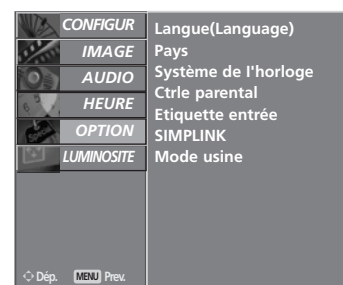 CONFIGUR
IMAGE
AUDIO
HEURE
OPTION
LUMINOSITE
Langue(Language)
Pays
Système de l'horloge
Ctrle parental
Etiquette entrée
SIMPLINK
Mode usine
Dép. MENU Prev.